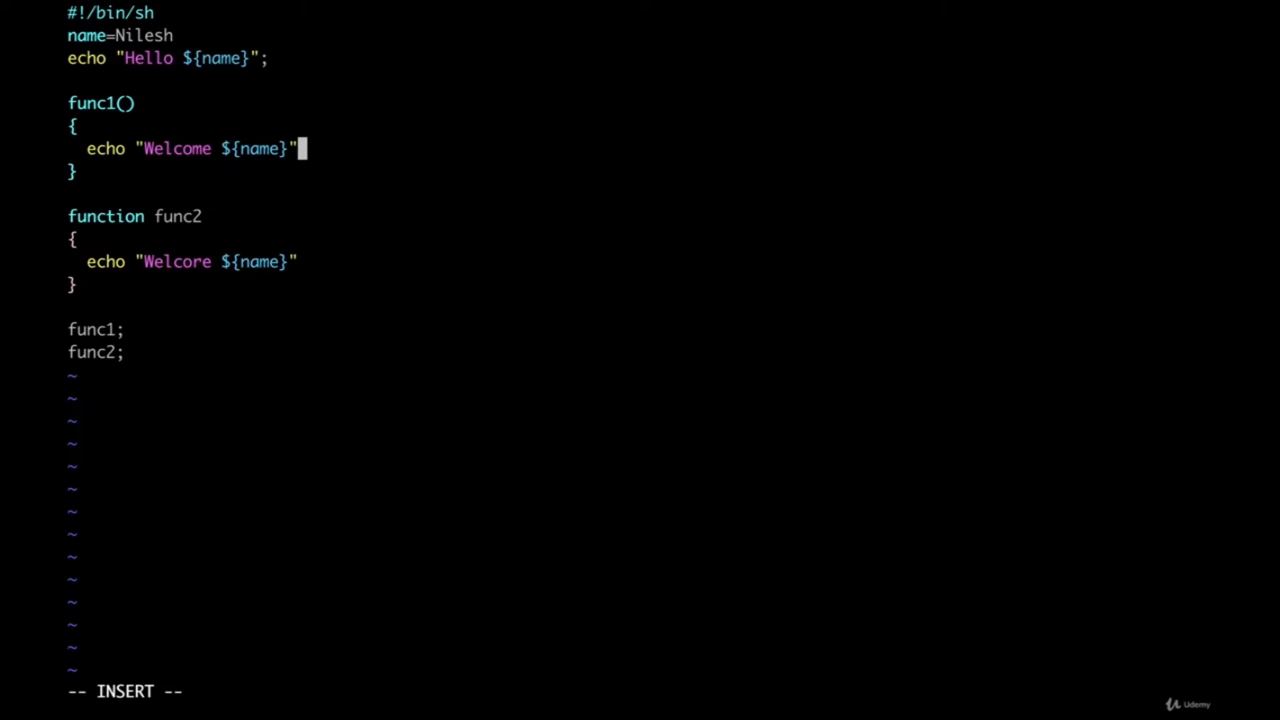 #!/bin/sh
name=Nilesh
echo "Hello ${name}";
func1()
{
  echo "Welcome ${name}"
}
function func2
{
  echo "Welcore ${name}"
}
func1;
func2;
~
~
~
~
~
~
~
~
~
~
~
~
~
~
-- INSERT --
Udemy